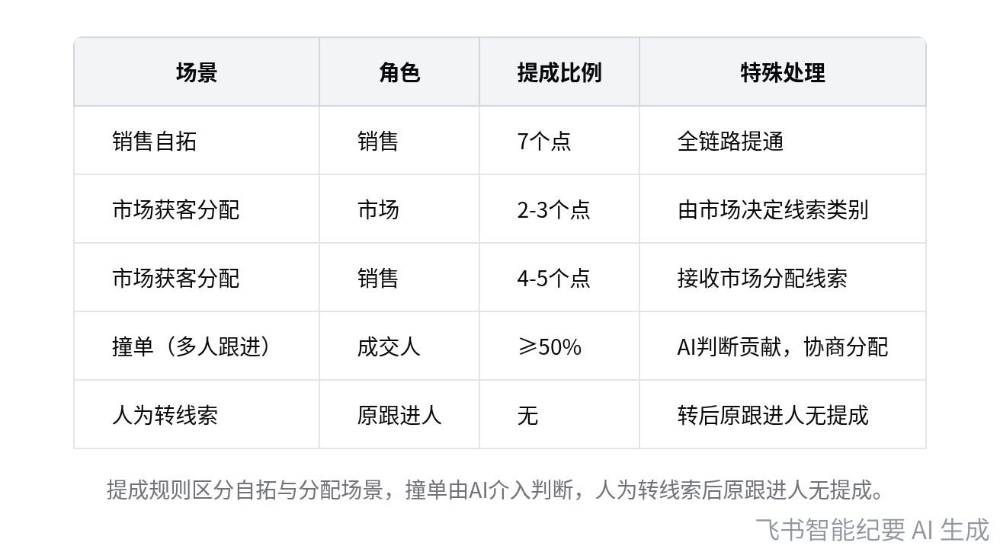 场景 角色 提成比例 特殊处理
销售自拓 销售 7个点 全链路提通
市场获客分配 市场 2-3个点 由市场决定线索类别
市场获客分配 销售 4-5个点 接收市场分配线索
撞单（多人跟进） 成交人 ≥50% AI判断贡献，协商分配
人为转线索 原跟进人 无 转后原跟进人无提成
提成规则区分自拓与分配场景，撞单由AI介入判断，人为转线索后原跟进人无提成。
飞书智能纪要 AI 生成